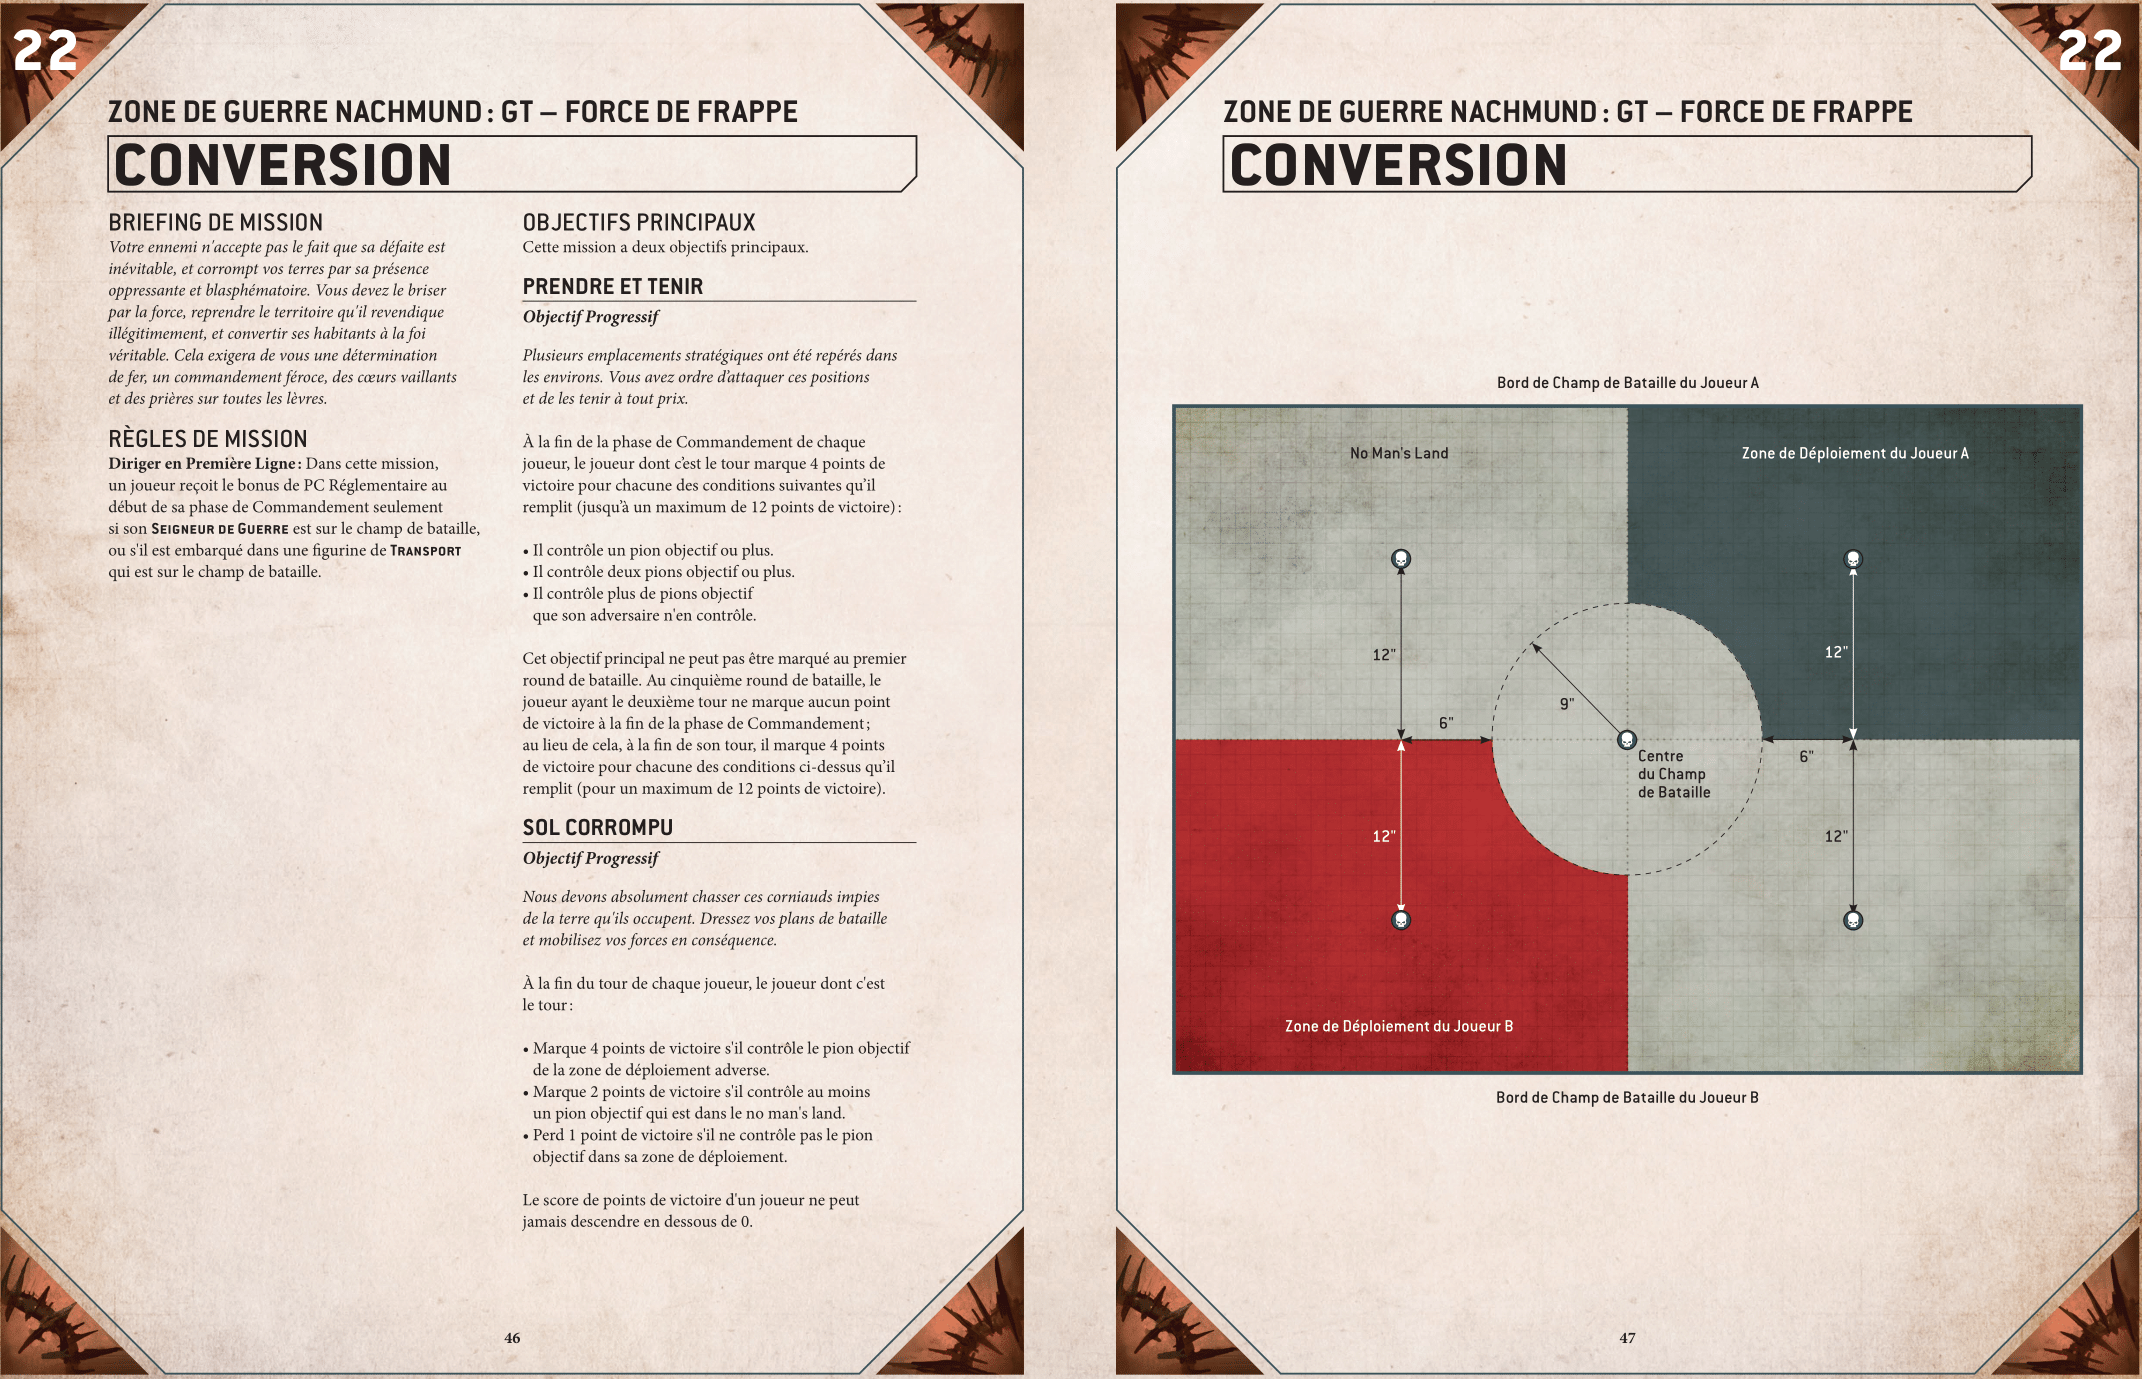 22
ZONE DE GUERRE NACHMUND : GT – FORCE DE FRAPPE
CONVERSION
BRIEFING DE MISSION
Votre ennemi n'accepte pas le fait que sa défaite est
inévitable, et corrompt vos terres par sa présence
oppressante et blasphématoire. Vous devez le briser
par la force, reprendre le territoire qu'il revendique
illégitimement, et convertir ses habitants à la foi
véritable. Cela exigera de vous une détermination
de fer, un commandement féroce, des cœurs vaillants
et des prières sur toutes les lèvres.
RÈGLES DE MISSION
Diriger en Première Ligne : Dans cette mission,
un joueur reçoit le bonus de PC Réglementaire au
début de sa phase de Commandement seulement
si son SEIGNEUR DE GUERRE est sur le champ de bataille,
ou s'il est embarqué dans une figurine de TRANSPORT
qui est sur le champ de bataille.
OBJECTIFS PRINCIPAUX
Cette mission a deux objectifs principaux.
PRENDRE ET TENIR
Objectif Progressif
Plusieurs emplacements stratégiques ont été repérés dans
les environs. Vous avez ordre d'attaquer ces positions
et de les tenir à tout prix.
À la fin de la phase de Commandement de chaque
joueur, le joueur dont c'est le tour marque 4 points de
victoire pour chacune des conditions suivantes qu'il
remplit (jusqu'à un maximum de 12 points de victoire) :
• Il contrôle un pion objectif ou plus.
• Il contrôle deux pions objectif ou plus.
• Il contrôle plus de pions objectif
que son adversaire n'en contrôle.
Cet objectif principal ne peut pas être marqué au premier
round de bataille. Au cinquième round de bataille, le
joueur ayant le deuxième tour ne marque aucun point
de victoire à la fin de la phase de Commandement ;
au lieu de cela, à la fin de son tour, il marque 4 points
de victoire pour chacune des conditions ci-dessus qu'il
remplit (pour un maximum de 12 points de victoire).
SOL CORROMPU
Objectif Progressif
Nous devons absolument chasser ces corniauds impies
de la terre qu'ils occupent. Dressez vos plans de bataille
et mobilisez vos forces en conséquence.
À la fin du tour de chaque joueur, le joueur dont c'est
le tour :
• Marque 4 points de victoire s'il contrôle le pion objectif
de la zone de déploiement adverse.
• Marque 2 points de victoire s'il contrôle au moins
un pion objectif qui est dans le no man's land.
• Perd 1 point de victoire s'il ne contrôle pas le pion
objectif dans sa zone de déploiement.
Le score de points de victoire d'un joueur ne peut
jamais descendre en dessous de 0.
46
22
ZONE DE GUERRE NACHMUND : GT – FORCE DE FRAPPE
CONVERSION
Bord de Champ de Bataille du Joueur A
No Man's Land
Zone de Déploiement du Joueur A
12"
12"
9"
6"
Centre
du Champ
de Bataille
6"
12"
12"
Zone de Déploiement du Joueur B
Bord de Champ de Bataille du Joueur B
47